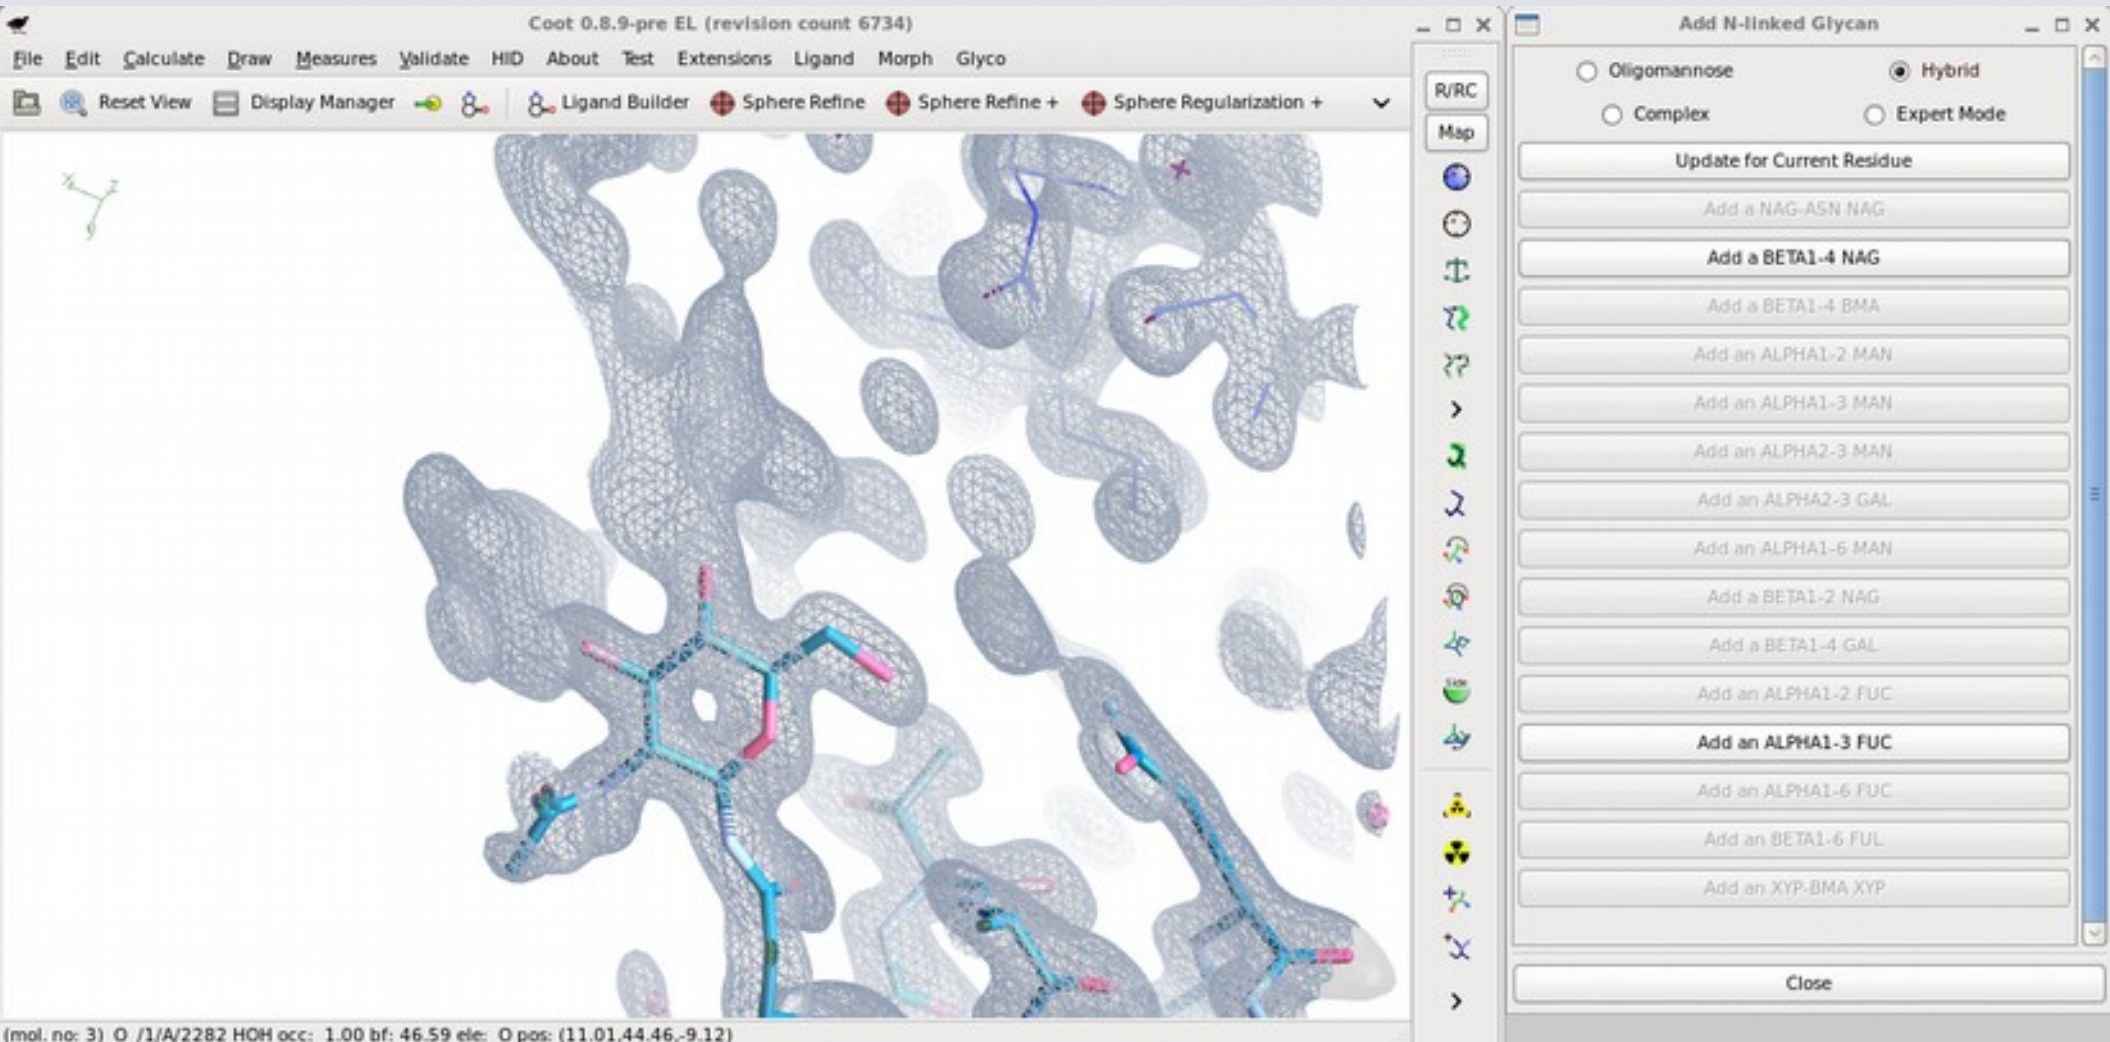 Coot 0.8.9-pre EL (revision count 6734)
File Edit Calculate Draw Measures Validate HID About Test Extensions Ligand Morph Glyco
Reset View Display Manager Ligand Builder Sphere Refine Sphere Refine + Sphere Regularization +
R/RC
Map
X Z
y
Side
(mol. no: 3) O /1/A/2282 HOH occ: 1.00 bf: 46.59 ele: O pos: (11.01,44.46,-9.12)
Add N-linked Glycan
Oligomannose Hybrid
Complex Expert Mode
Update for Current Residue
Add a NAG-ASN NAG
Add a BETA1-4 NAG
Add a BETA1-4 BMA
Add an ALPHA1-2 MAN
Add an ALPHA1-3 MAN
Add an ALPHA2-3 MAN
Add an ALPHA2-3 GAL
Add an ALPHA1-6 MAN
Add a BETA1-2 NAG
Add a BETA1-4 GAL
Add an ALPHA1-2 FUC
Add an ALPHA1-3 FUC
Add an ALPHA1-6 FUC
Add an BETA1-6 FUL
Add an XYP-BMA XYP
Close